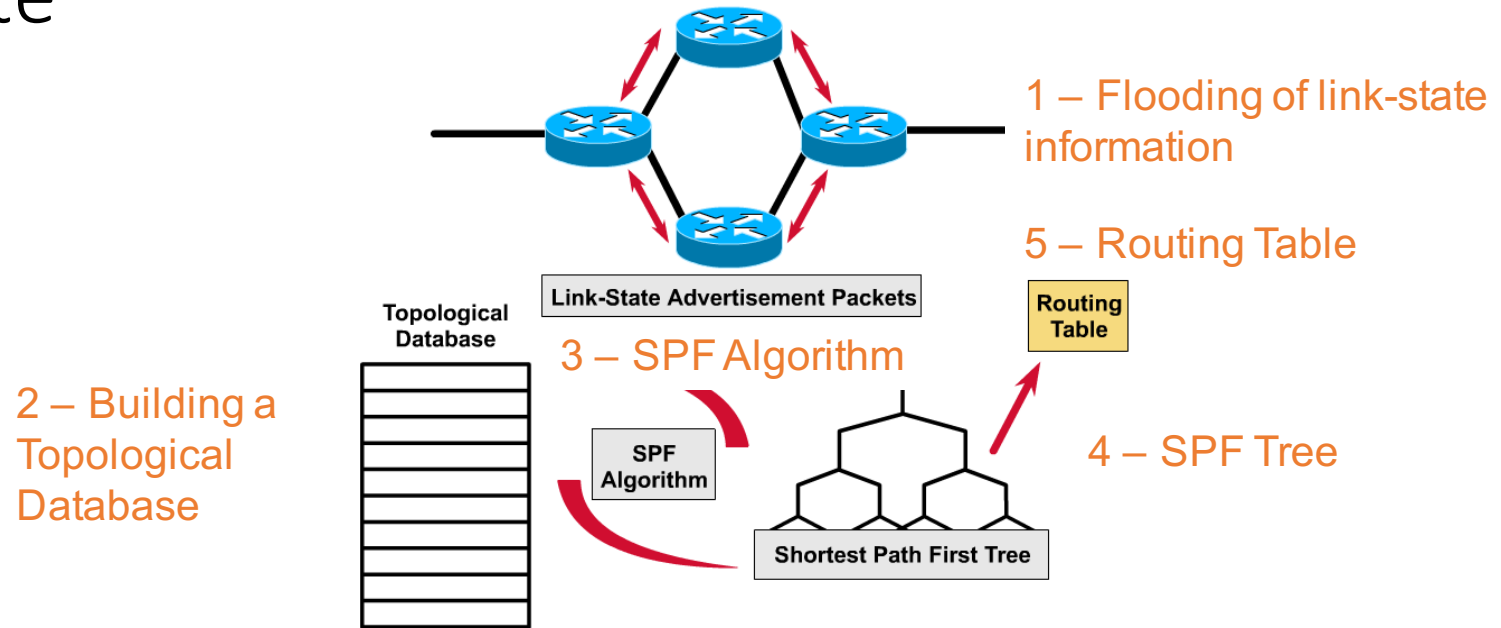 1 – Flooding of link-state
information
5 – Routing Table
Link-State Advertisement Packets
Routing
Table
Topological
Database
3 – SPF Algorithm
2 – Building a
Topological
Database
SPF
Algorithm
4 – SPF Tree
Shortest Path First Tree